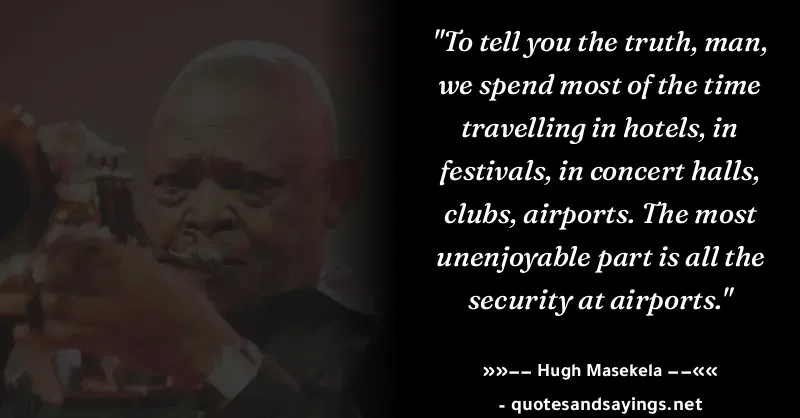 "To tell you the truth, man,
we spend most of the time
travelling in hotels, in
festivals, in concert halls,
clubs, airports. The most
unenjoyable part is all the
security at airports."
»»−− Hugh Masekela −−««
- quotesandsayings.net